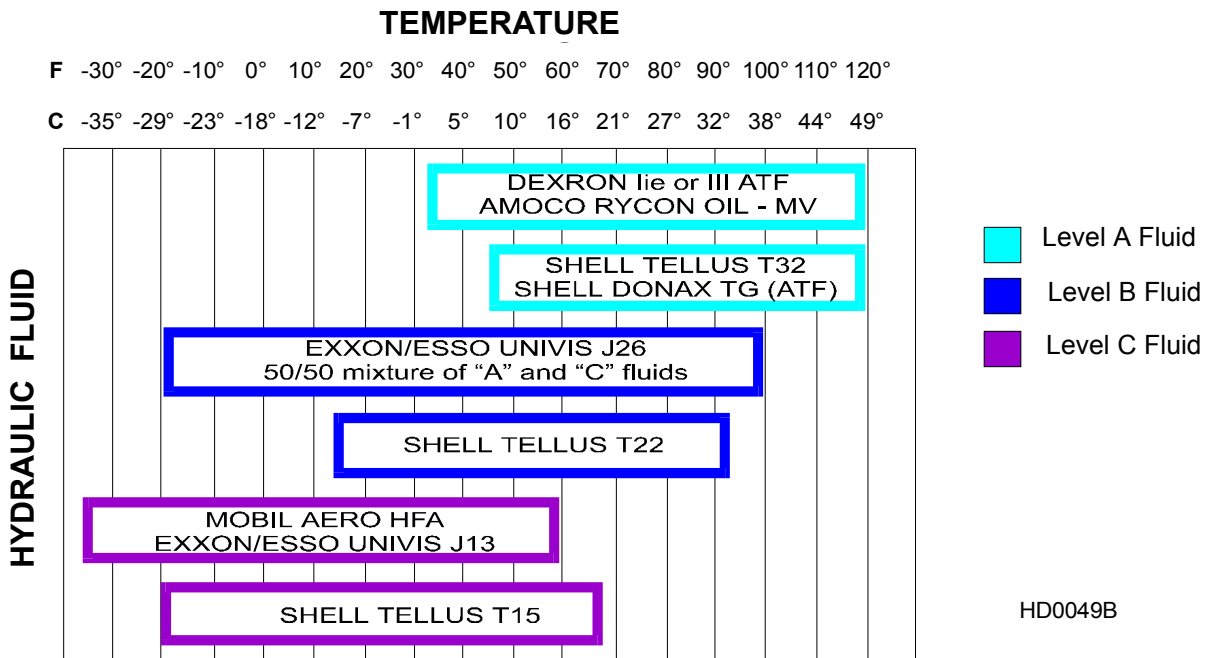 TEMPERATURE
F -30° -20° -10° 0° 10° 20° 30° 40° 50° 60° 70° 80° 90° 100° 110° 120°
C -35° -29° -23° -18° -12° -7° -1° 5° 10° 16° 21° 27° 32° 38° 44° 49°
HYDRAULIC FLUID
DEXRON Iie or III ATF
AMOCO RYCON OIL - MV
SHELL TELLUS T32
SHELL DONAX TG (ATF)
EXXON/ESSO UNIVIS J26
50/50 mixture of “A” and “C” fluids
SHELL TELLUS T22
MOBIL AERO HFA
EXXON/ESSO UNIVIS J13
SHELL TELLUS T15
Level A Fluid
Level B Fluid
Level C Fluid
HD0049B